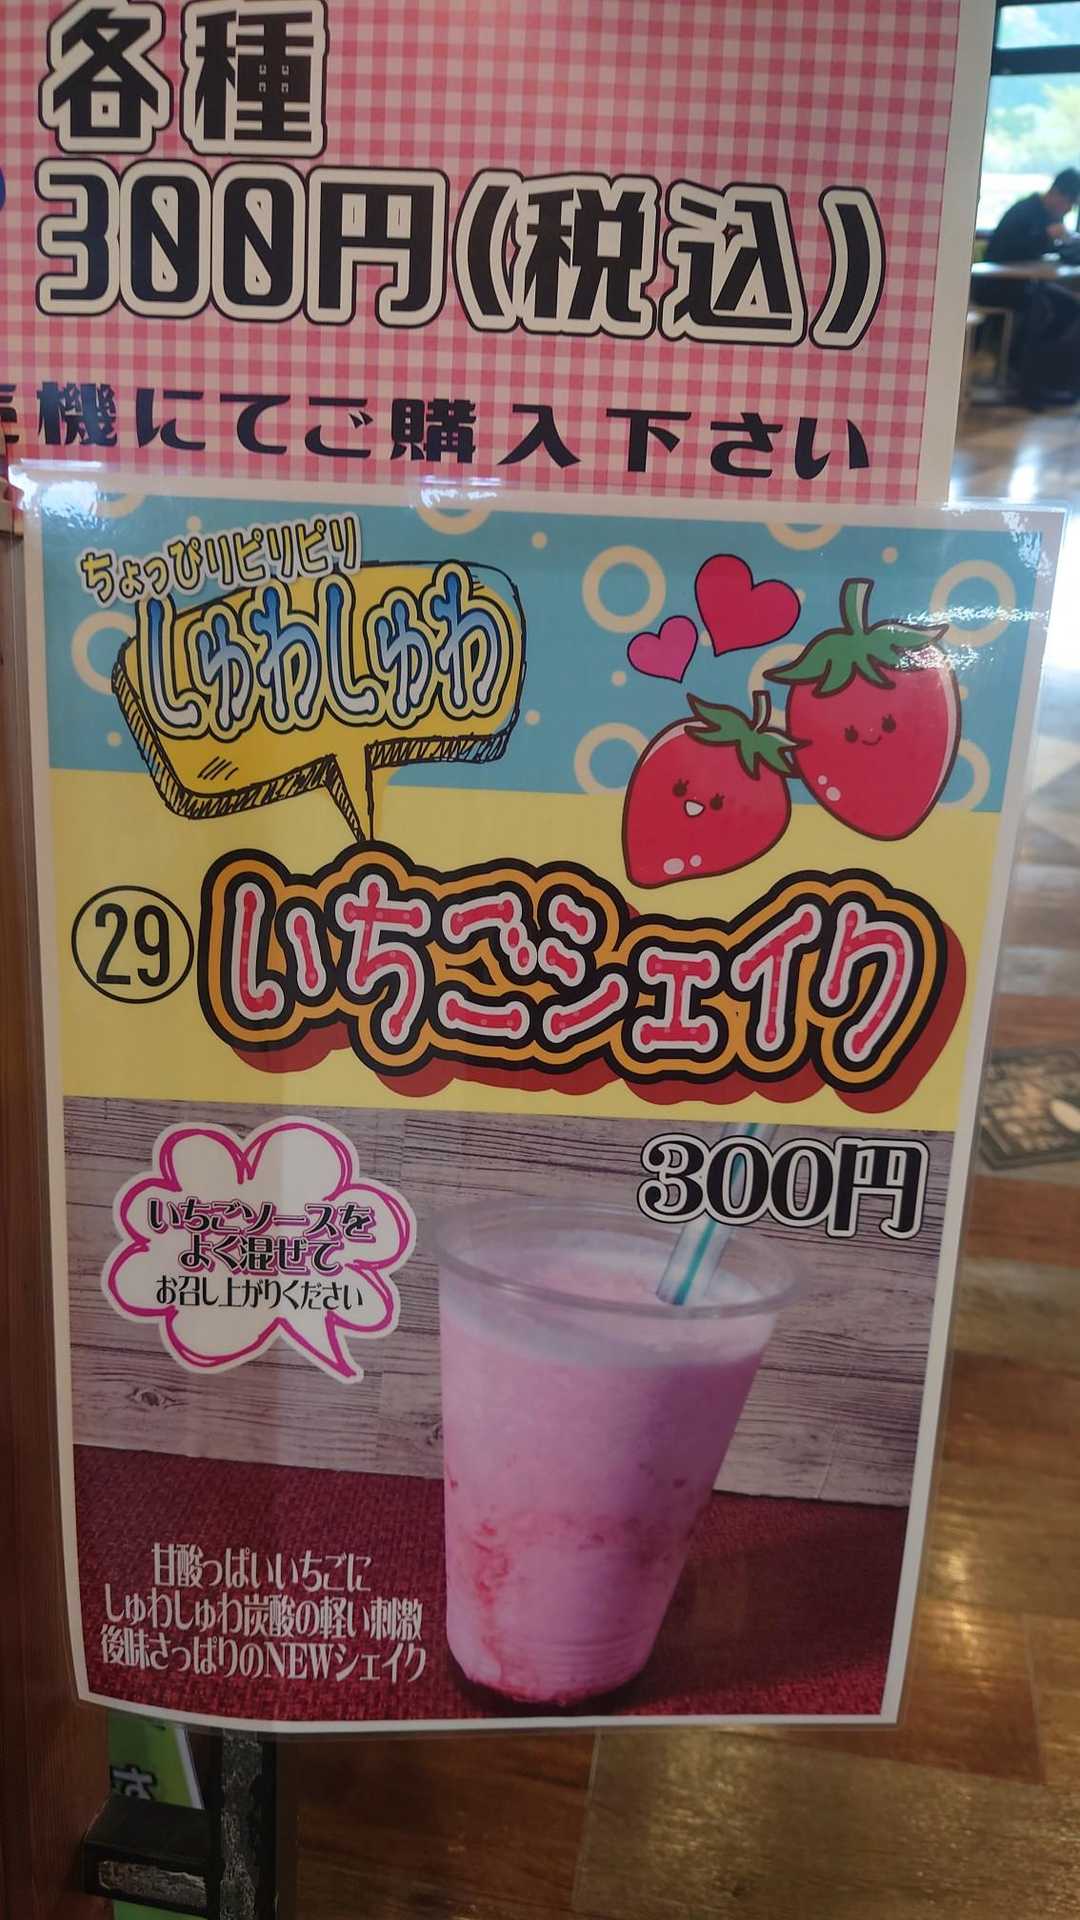 各種
300円(税込)
機にてご購入下さい
ちょっぴりピリピリ
しゅわしゅわ
29
いちごシェイク
300円
いちごソースを
よく混ぜて
お召し上がりください
甘酸っぱいいちごに
しゅわしゅわ炭酸の軽い刺激
後味さっぱりのNEWシェイク
す